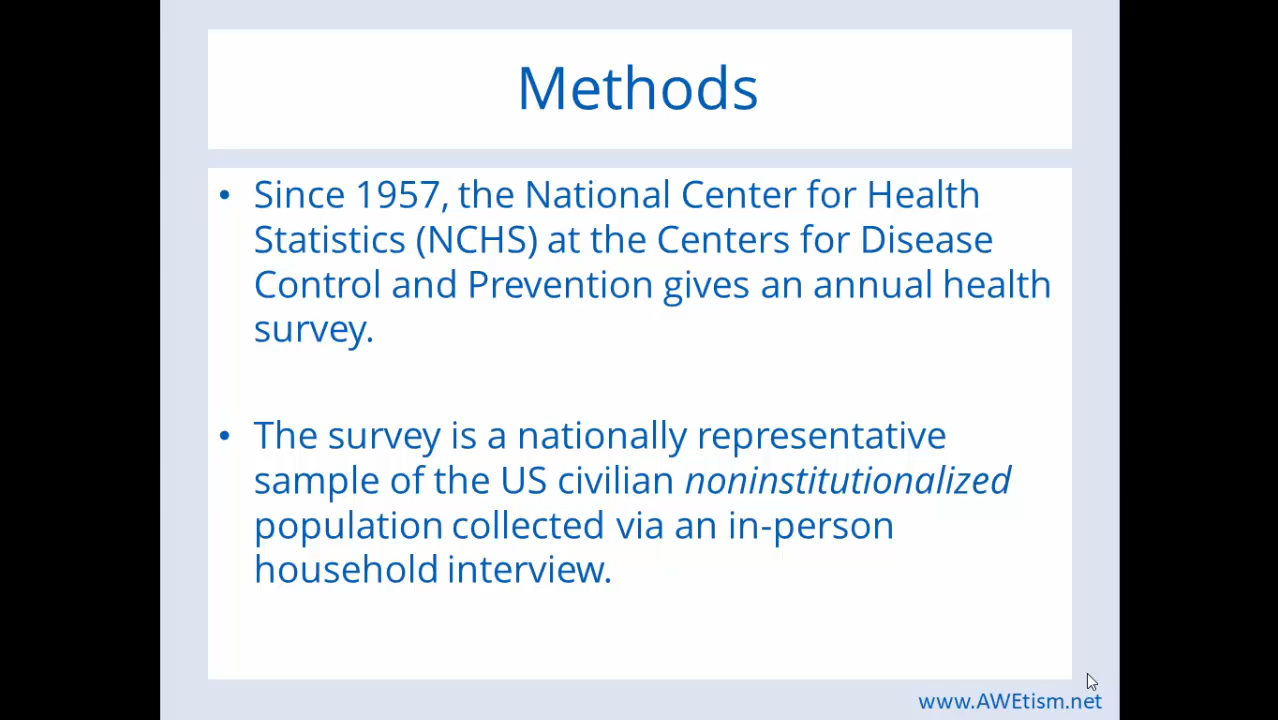 Methods
• Since 1957, the National Center for Health
Statistics (NCHS) at the Centers for Disease
Control and Prevention gives an annual health
survey.
• The survey is a nationally representative
sample of the US civilian noninstitutionalized
population collected via an in-person
household interview.
www.AWEtism.net